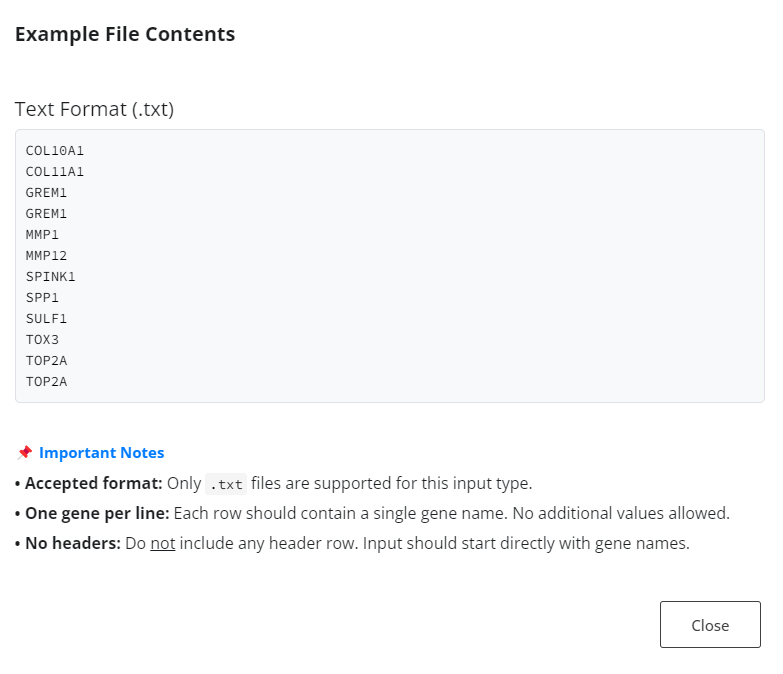 Example File Contents
Text Format (.txt)
COL10A1
COL11A1
GREM1
GREM1
MMP1
MMP12
SPINK1
SPP1
SULF1
TOX3
TOP2A
TOP2A
📌 Important Notes
• Accepted format: Only .txt files are supported for this input type.
• One gene per line: Each row should contain a single gene name. No additional values allowed.
• No headers: Do not include any header row. Input should start directly with gene names.
Close